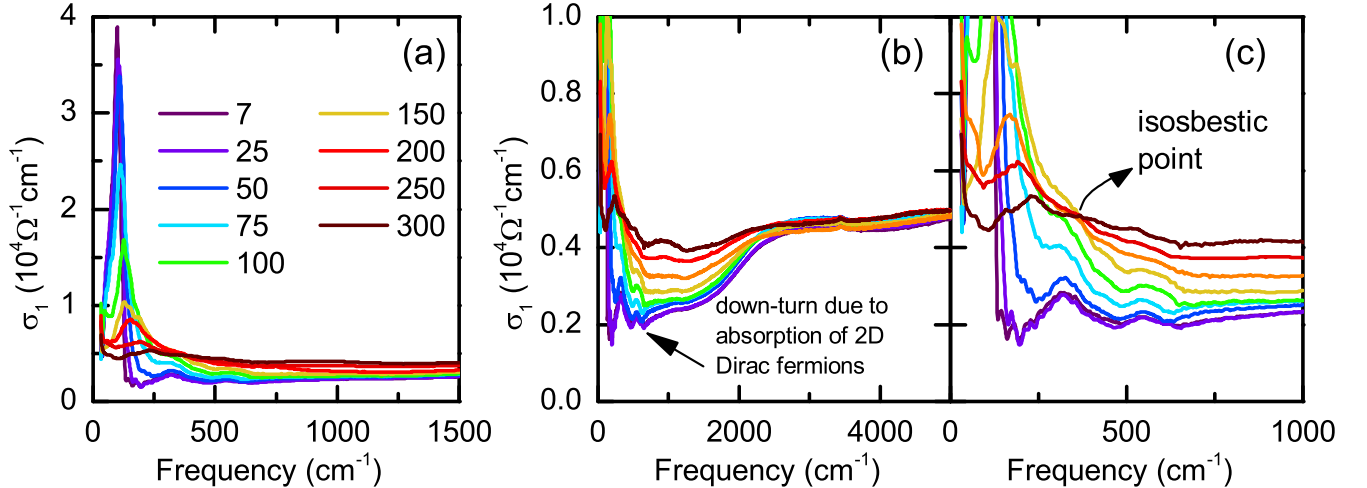 (a)
σ1 (10⁴Ω⁻¹cm⁻¹)
4
3
2
1
0
7
25
50
75
100
150
200
250
300
0
500
1000
1500
Frequency (cm⁻¹)
(b)
σ1 (10⁴Ω⁻¹cm⁻¹)
1.0
0.8
0.6
0.4
0.2
0.0
down-turn due to
absorption of 2D
Dirac fermions
0
2000
4000
Frequency (cm⁻¹)
(c)
isosbestic
point
500
1000
Frequency (cm⁻¹)